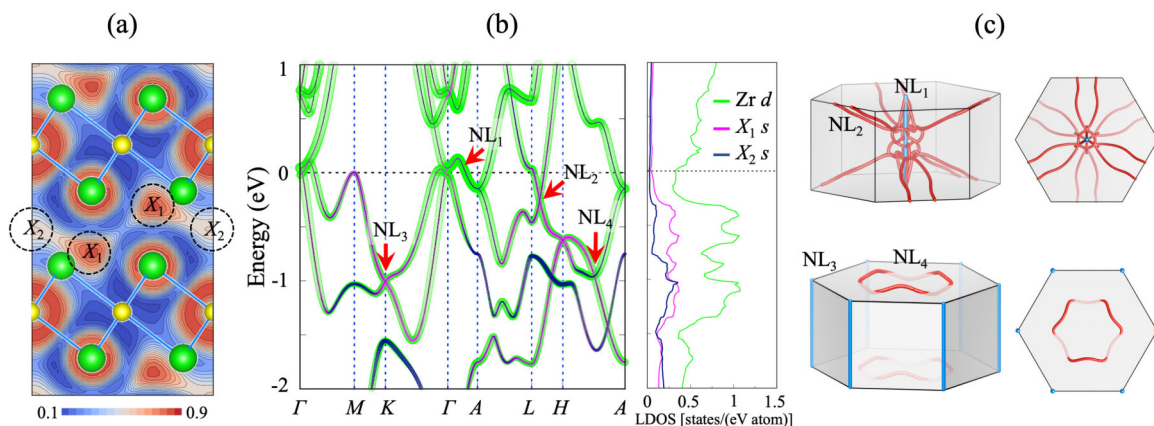 (a)
X₁
X₂
X₂
X₁
0.1
0.9
(b)
Energy (eV)
1
0
-1
-2
NL₁
NL₂
NL₃
NL₄
Γ
M
K
Γ
A
L
H
A
Zr d
X₁ s
X₂ s
0
0.5
1
1.5
LDOS [states/(eV atom)]
(c)
NL₁
NL₂
NL₃
NL₄